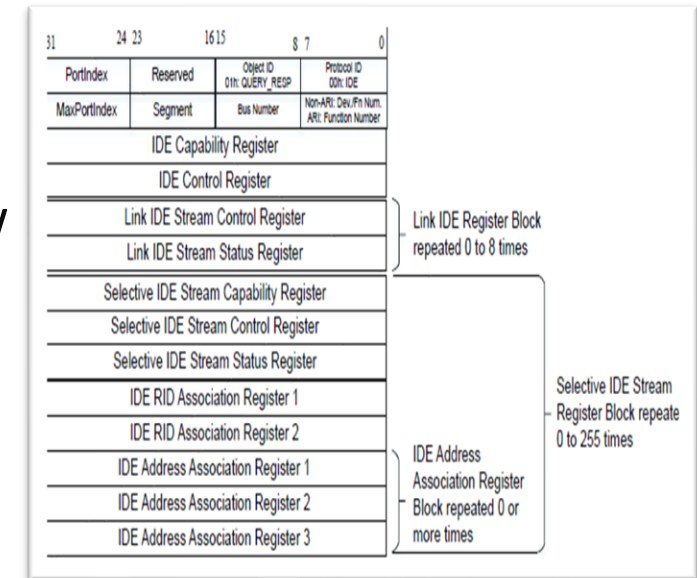 31 24 23 16 15 8 7 0
PortIndex Reserved Object ID Protocol ID
01h: QUERY_RESP 00h: IDE
MaxPortIndex Segment Bus Number Non-ARI: Dev./Fn Num.
ARI: Function Number
IDE Capability Register
IDE Control Register
y
Link IDE Stream Control Register
Link IDE Stream Status Register
Link IDE Register Block
repeated 0 to 8 times
Selective IDE Stream Capability Register
Selective IDE Stream Control Register
Selective IDE Stream Status Register
IDE RID Association Register 1
IDE RID Association Register 2
IDE Address Association Register 1
IDE Address Association Register 2
IDE Address Association Register 3
IDE Address
Association Register
Block repeated 0 or
more times
Selective IDE Stream
Register Block repeate
0 to 255 times